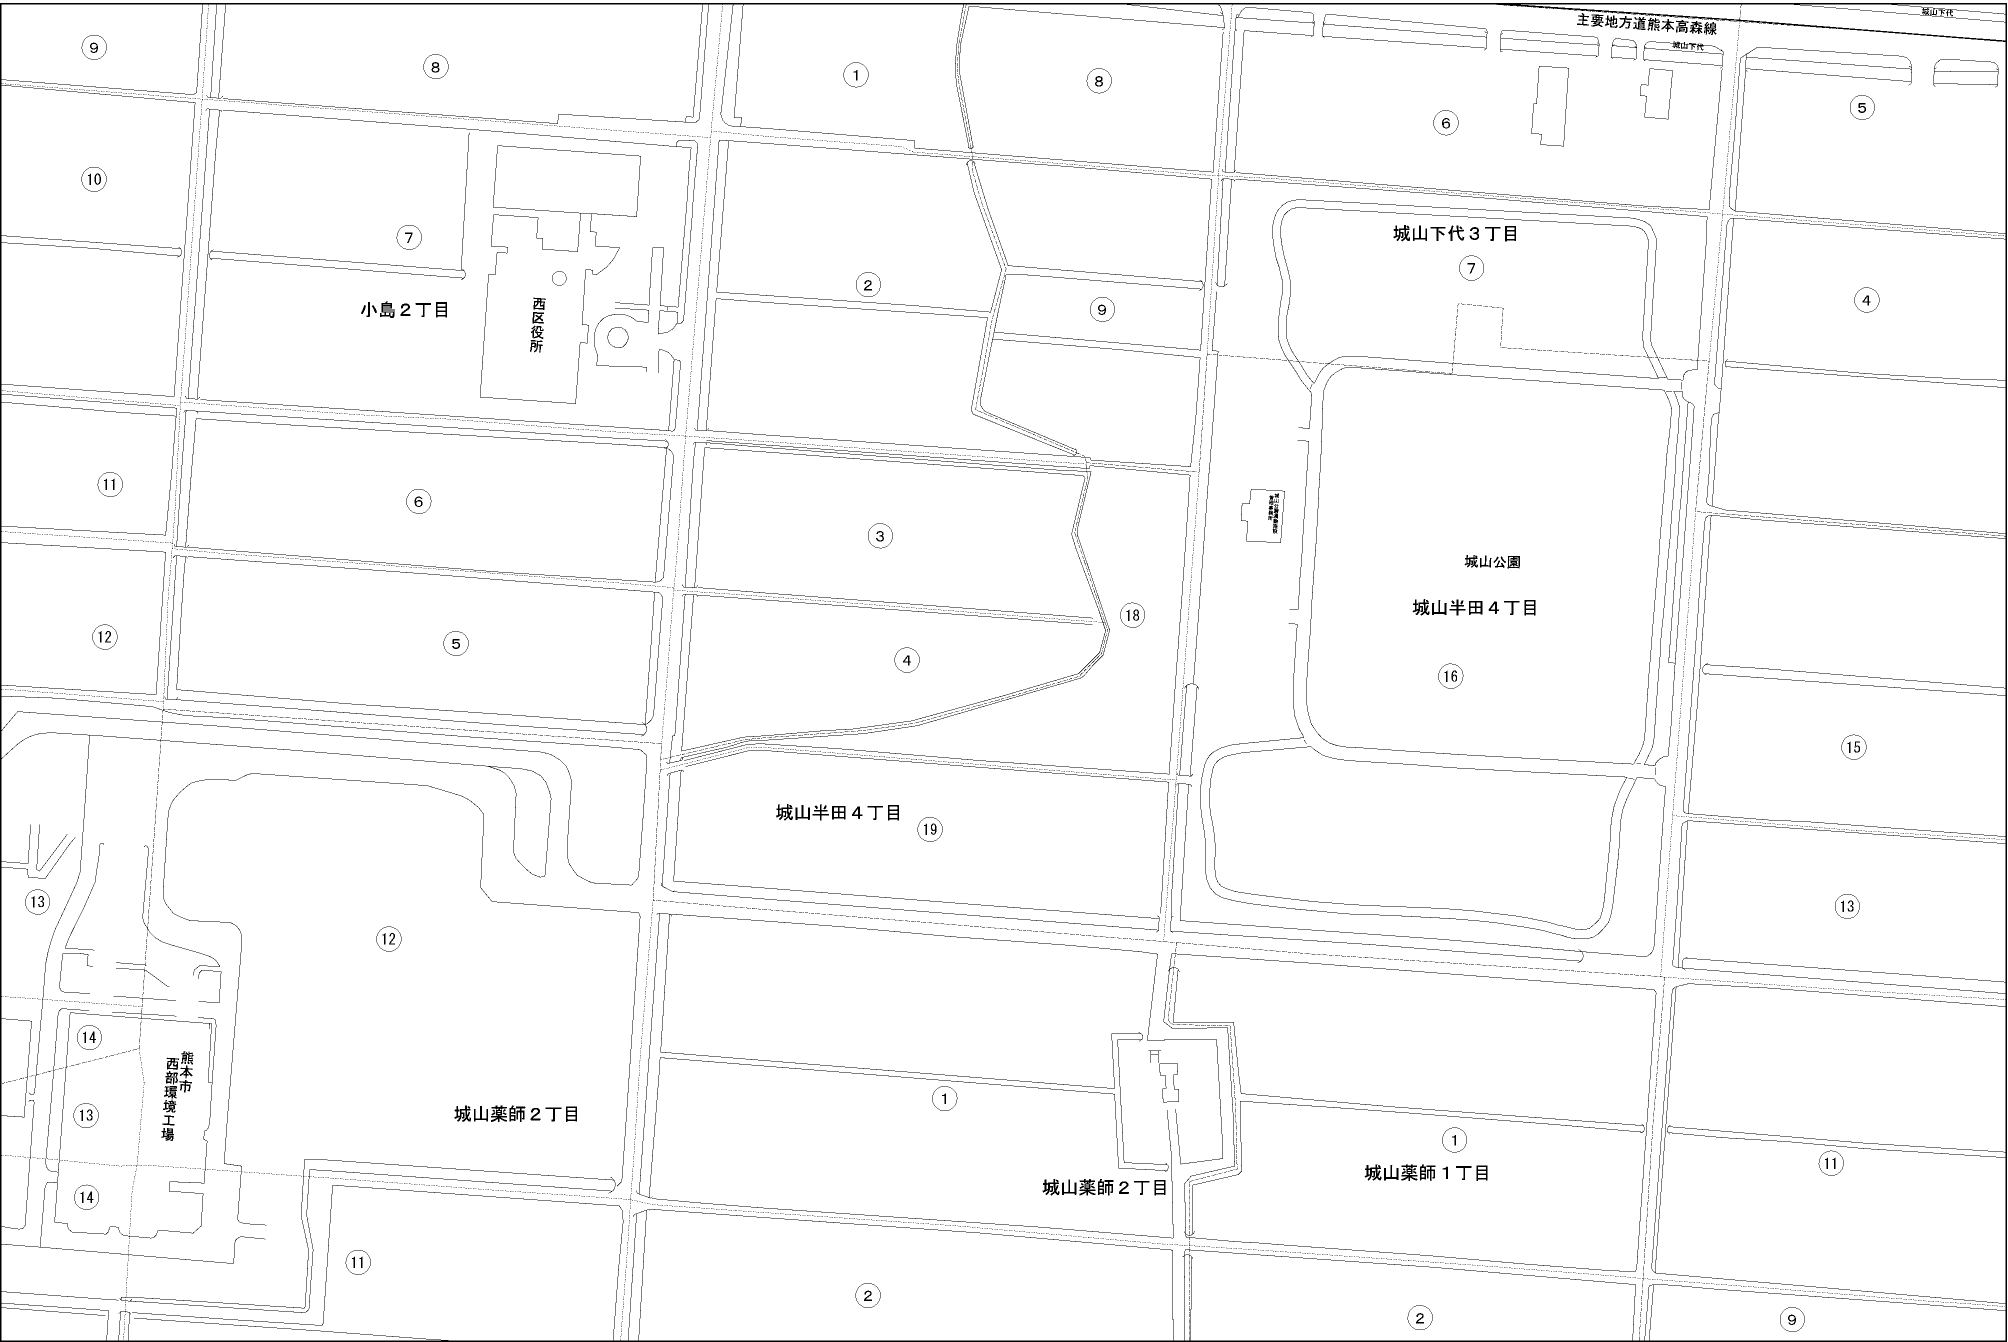 城山下代
主要地方道熊本高森線
城山下代
9
8
1
8
6
5
10
7
城山下代3丁目
7
2
4
小島2丁目
西区役所
9
11
6
3
城山公園
城山半田4丁目
18
12
5
4
16
15
城山半田4丁目
19
13
13
12
14
熊本市
西部環境工場
13
城山薬師2丁目
1
1
城山薬師1丁目
11
城山薬師2丁目
14
11
2
2
9